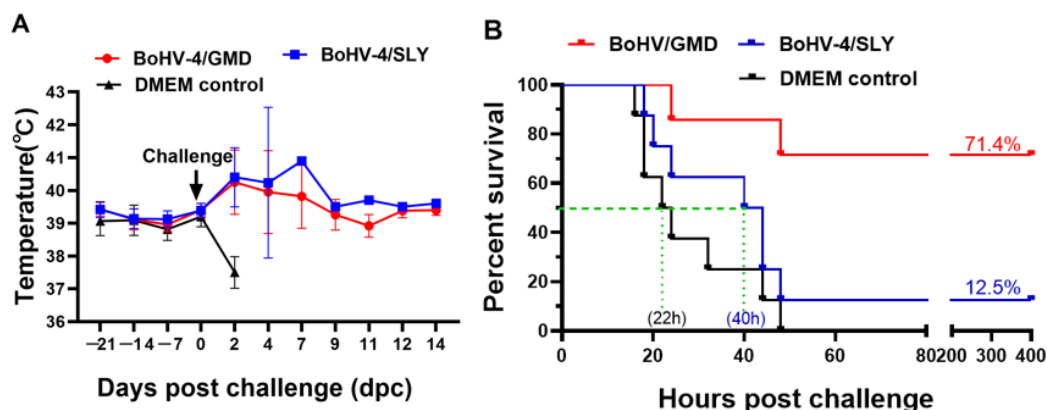 A
BoHV-4/GMD
BoHV-4/SLY
DMEM control
Temperature(℃)
43
42
41
40
39
38
37
36
Challenge
−21 −14 −7 0 2 4 7 9 11 12 14
Days post challenge (dpc)
B
BoHV/GMD
BoHV-4/SLY
DMEM control
Percent survival
100
80
60
40
20
0
71.4%
12.5%
(22h)
(40h)
0 20 40 60 80 200 300 400
Hours post challenge